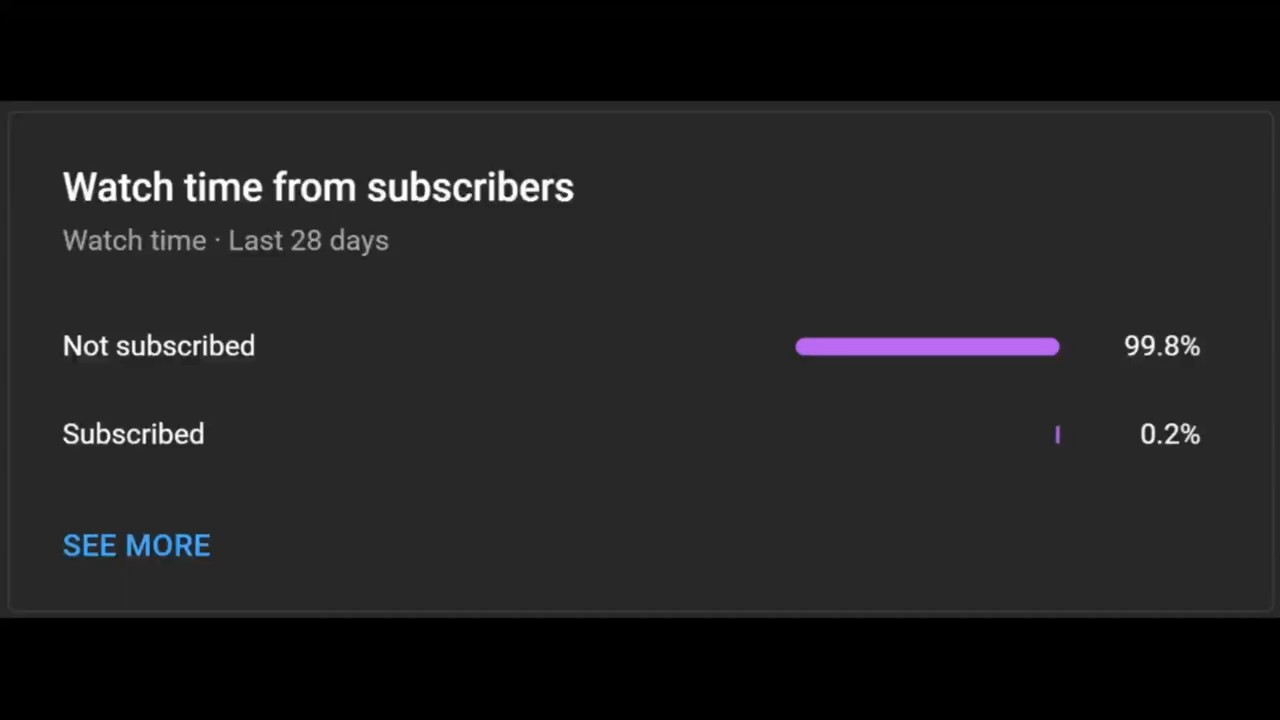 Watch time from subscribers
Watch time · Last 28 days
Not subscribed 99.8%
Subscribed 0.2%
SEE MORE